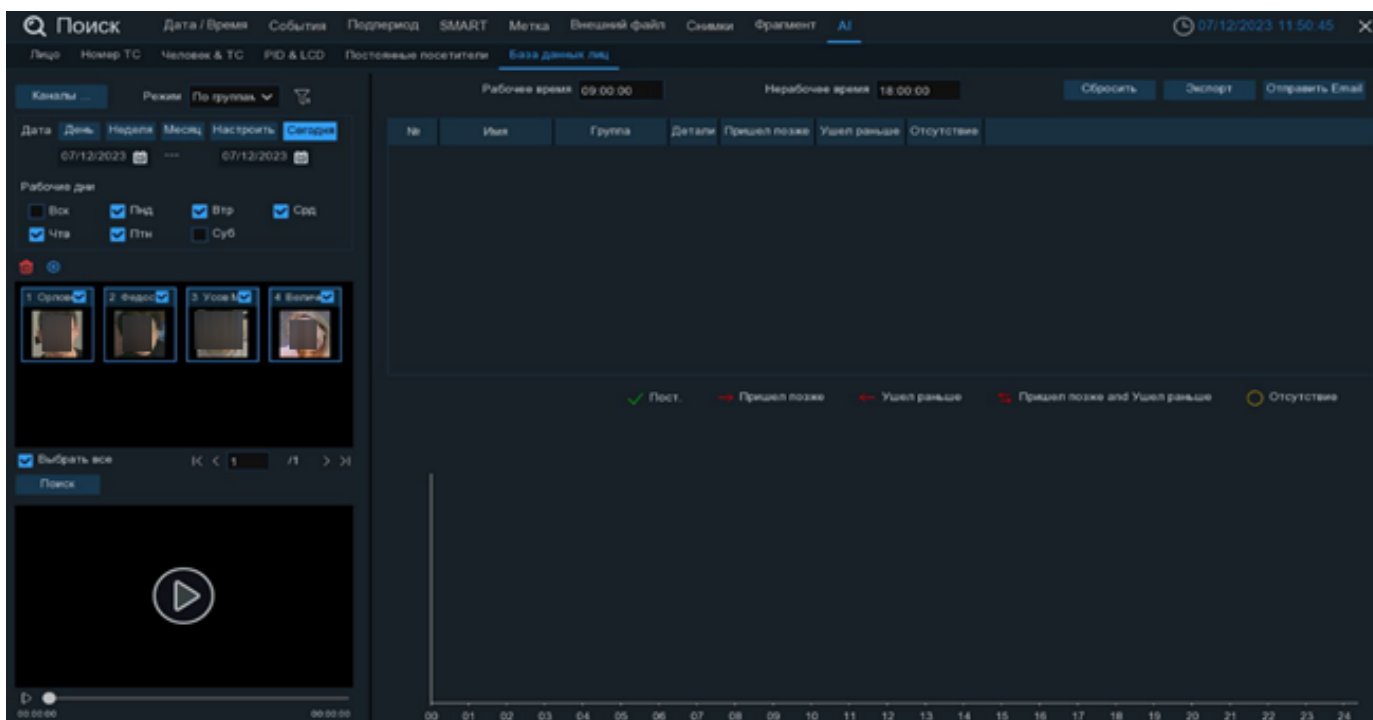 Поиск Дата / Время События Подпериод SMART Метка Внешний файл Снимки Фрагмент AI 07/12/2023 11:50:45
Лицо Номер ТС Человек & ТС PID & LCD Постоянные посетители База данных лиц
Каналы ... Режим По группам Рабочее время 09:00:00 Нерабочее время 18:00:00 Сбросить Экспорт Отправить Email
Дата День Неделя Месяц Настроить Сегодня № Имя Группа Детали Пришел позже Ушел раньше Отсутствие
07/12/2023 --- 07/12/2023
Рабочие дни
Вск Пнд Втр Срд
Чтв Птн Суб
1 2 3 4
Пост. Пришел позже Ушел раньше Пришел позже and Ушел раньше Отсутствие
Выбрать все 1 /1
Поиск
00:00:00 00:00:00
00 01 02 03 04 05 06 07 08 09 10 11 12 13 14 15 16 17 18 19 20 21 22 23 24